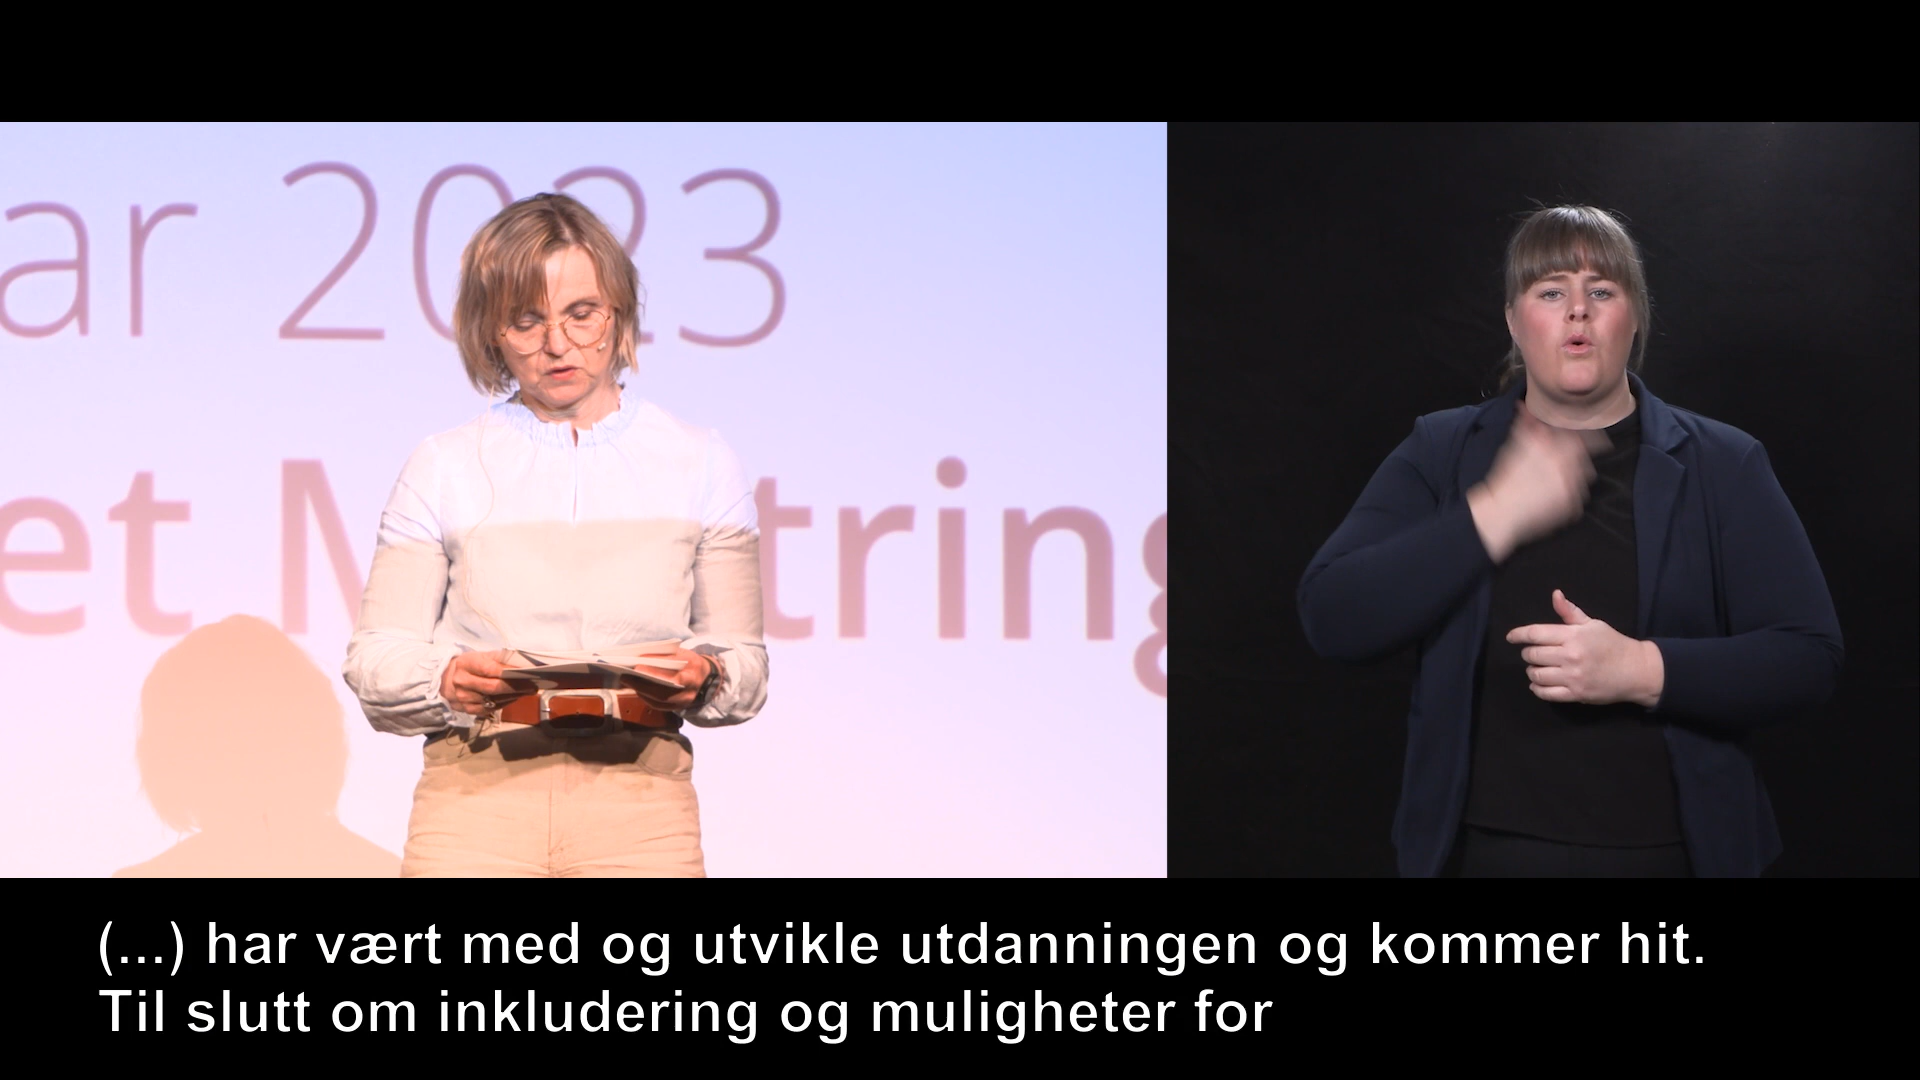 ar 2023
et M tring
(...) har vært med og utvikle utdanningen og kommer hit.
Til slutt om inkludering og muligheter for